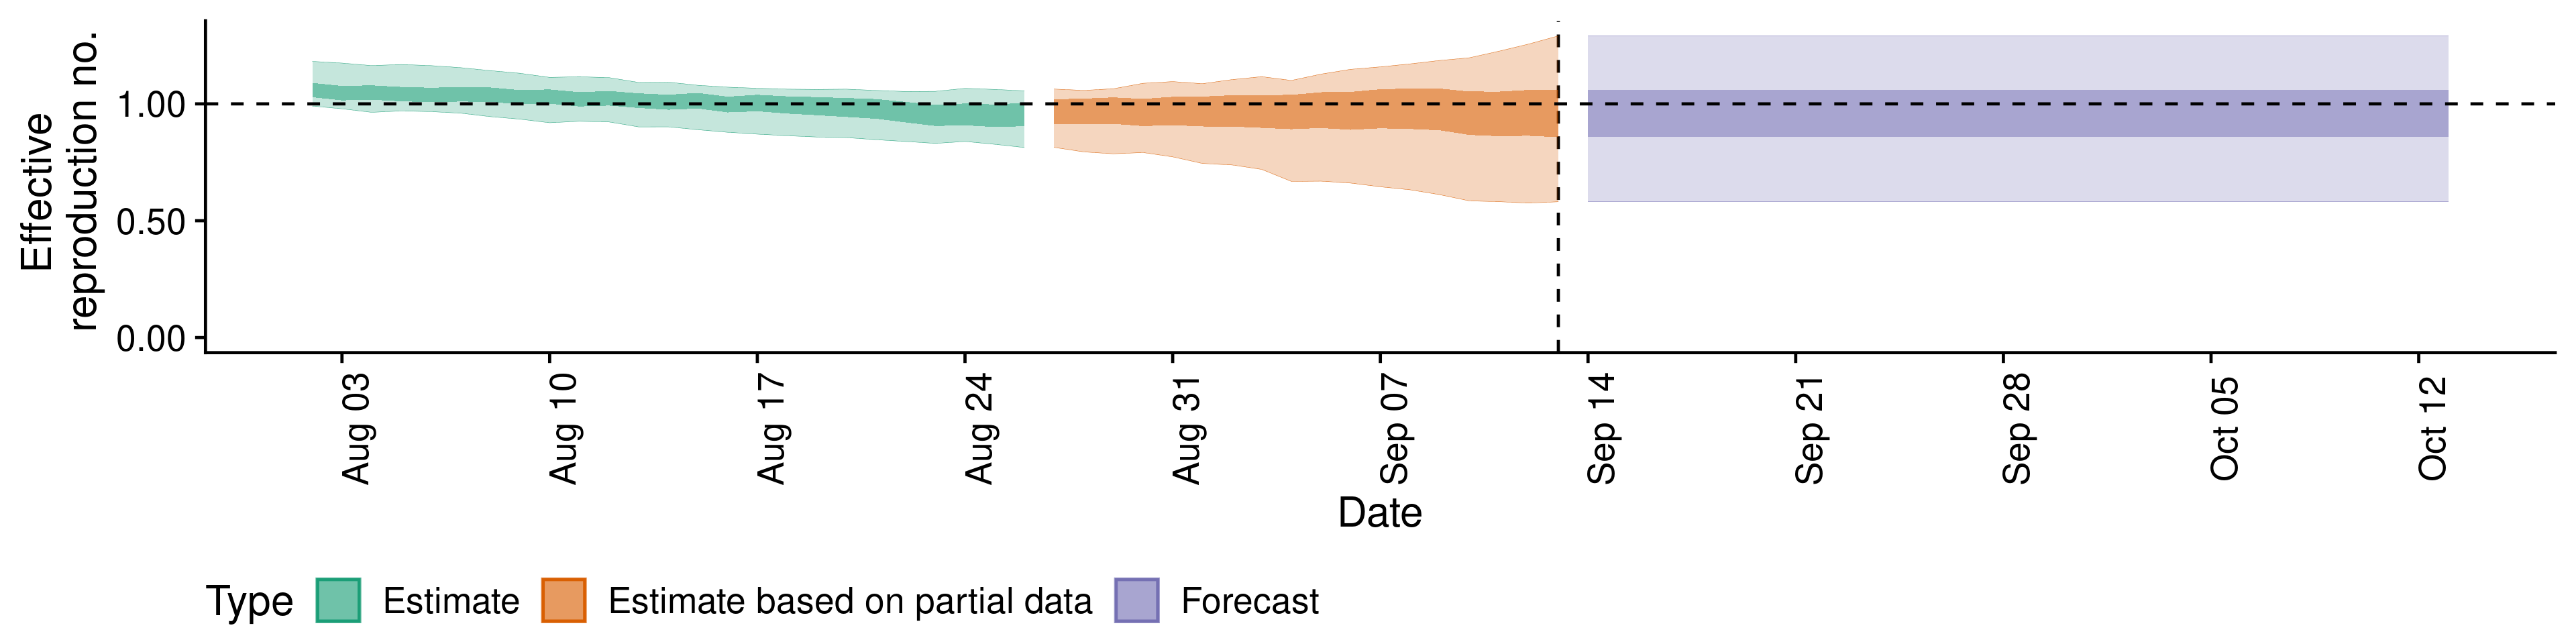 Effective
reproduction no.
1.00
0.50
0.00
Aug 03
Aug 10
Aug 17
Aug 24
Aug 31
Sep 07
Sep 14
Sep 21
Sep 28
Oct 05
Oct 12
Date
Type Estimate Estimate based on partial data Forecast